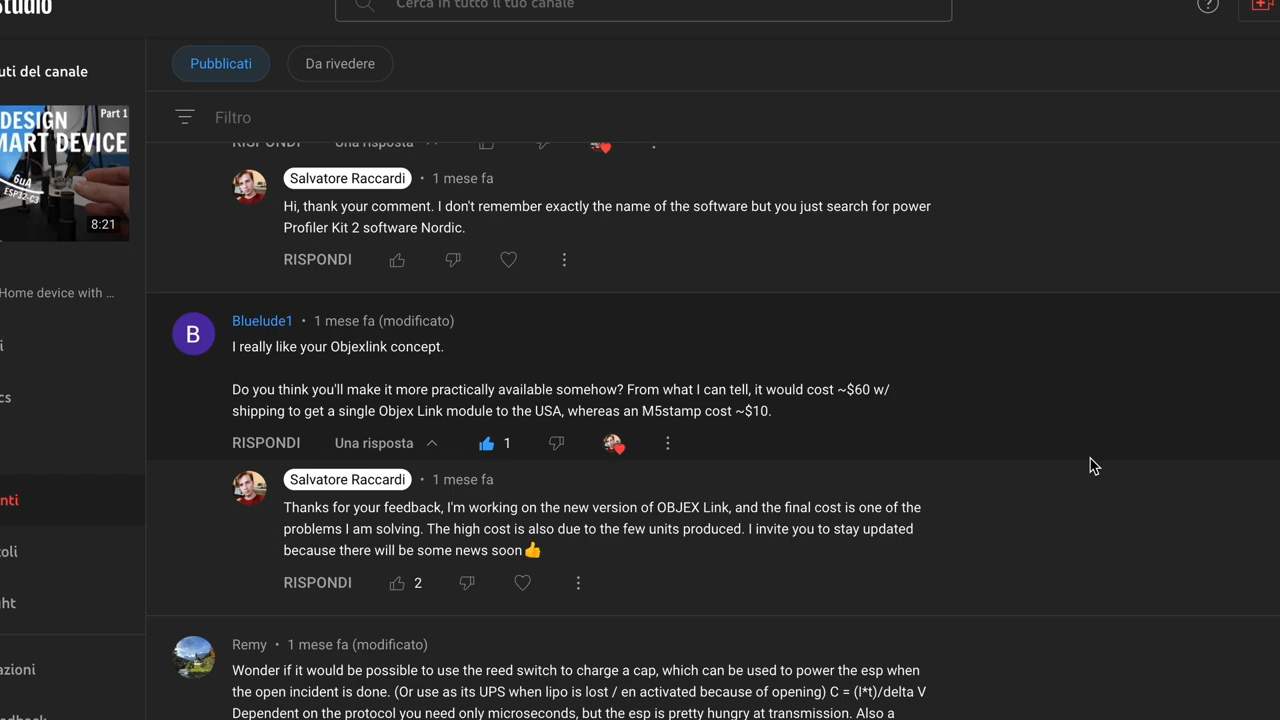 Studio
Cerca in tutto il tuo canale
Pubblicati
Da rivedere
uti del canale
Filtro
DESIGN
Part 1
MART DEVICE
6uA
ESP32-C3
8:21
Home device with ...
RISPONDI Una risposta
Salvatore Raccardi • 1 mese fa
Hi, thank your comment. I don't remember exactly the name of the software but you just search for power
Profiler Kit 2 software Nordic.
RISPONDI
B
Bluelude1 • 1 mese fa (modificato)
I really like your Objexlink concept.
Do you think you'll make it more practically available somehow? From what I can tell, it would cost ~$60 w/
shipping to get a single Objex Link module to the USA, whereas an M5stamp cost ~$10.
RISPONDI Una risposta 1
Salvatore Raccardi • 1 mese fa
Thanks for your feedback, I'm working on the new version of OBJEX Link, and the final cost is one of the
problems I am solving. The high cost is also due to the few units produced. I invite you to stay updated
because there will be some news soon👍
RISPONDI 2
Remy • 1 mese fa (modificato)
Wonder if it would be possible to use the reed switch to charge a cap, which can be used to power the esp when
the open incident is done. (Or use as its UPS when lipo is lost / en activated because of opening) C = (I*t)/delta V
Dependent on the protocol you need only microseconds, but the esp is pretty hungry at transmission. Also a
i
cs
nti
oli
ht
azioni
edback